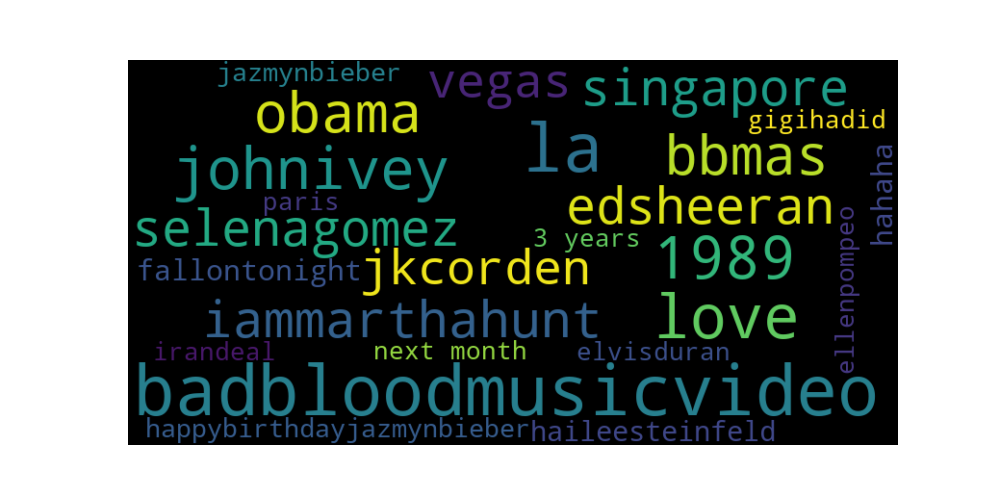 jazmynbieber
vegas
singapore
obama
gigihadid
la
bbmas
johnivey
hahaha
paris
edsheeran
selenagomez
3 years
1989
ellenpompeo
fallontonight
jkcorden
iammarthahunt
love
irandeal
next month
elvisduran
badbloodmusicvideo
happybirthdayjazmynbieber
haileesteinfeld